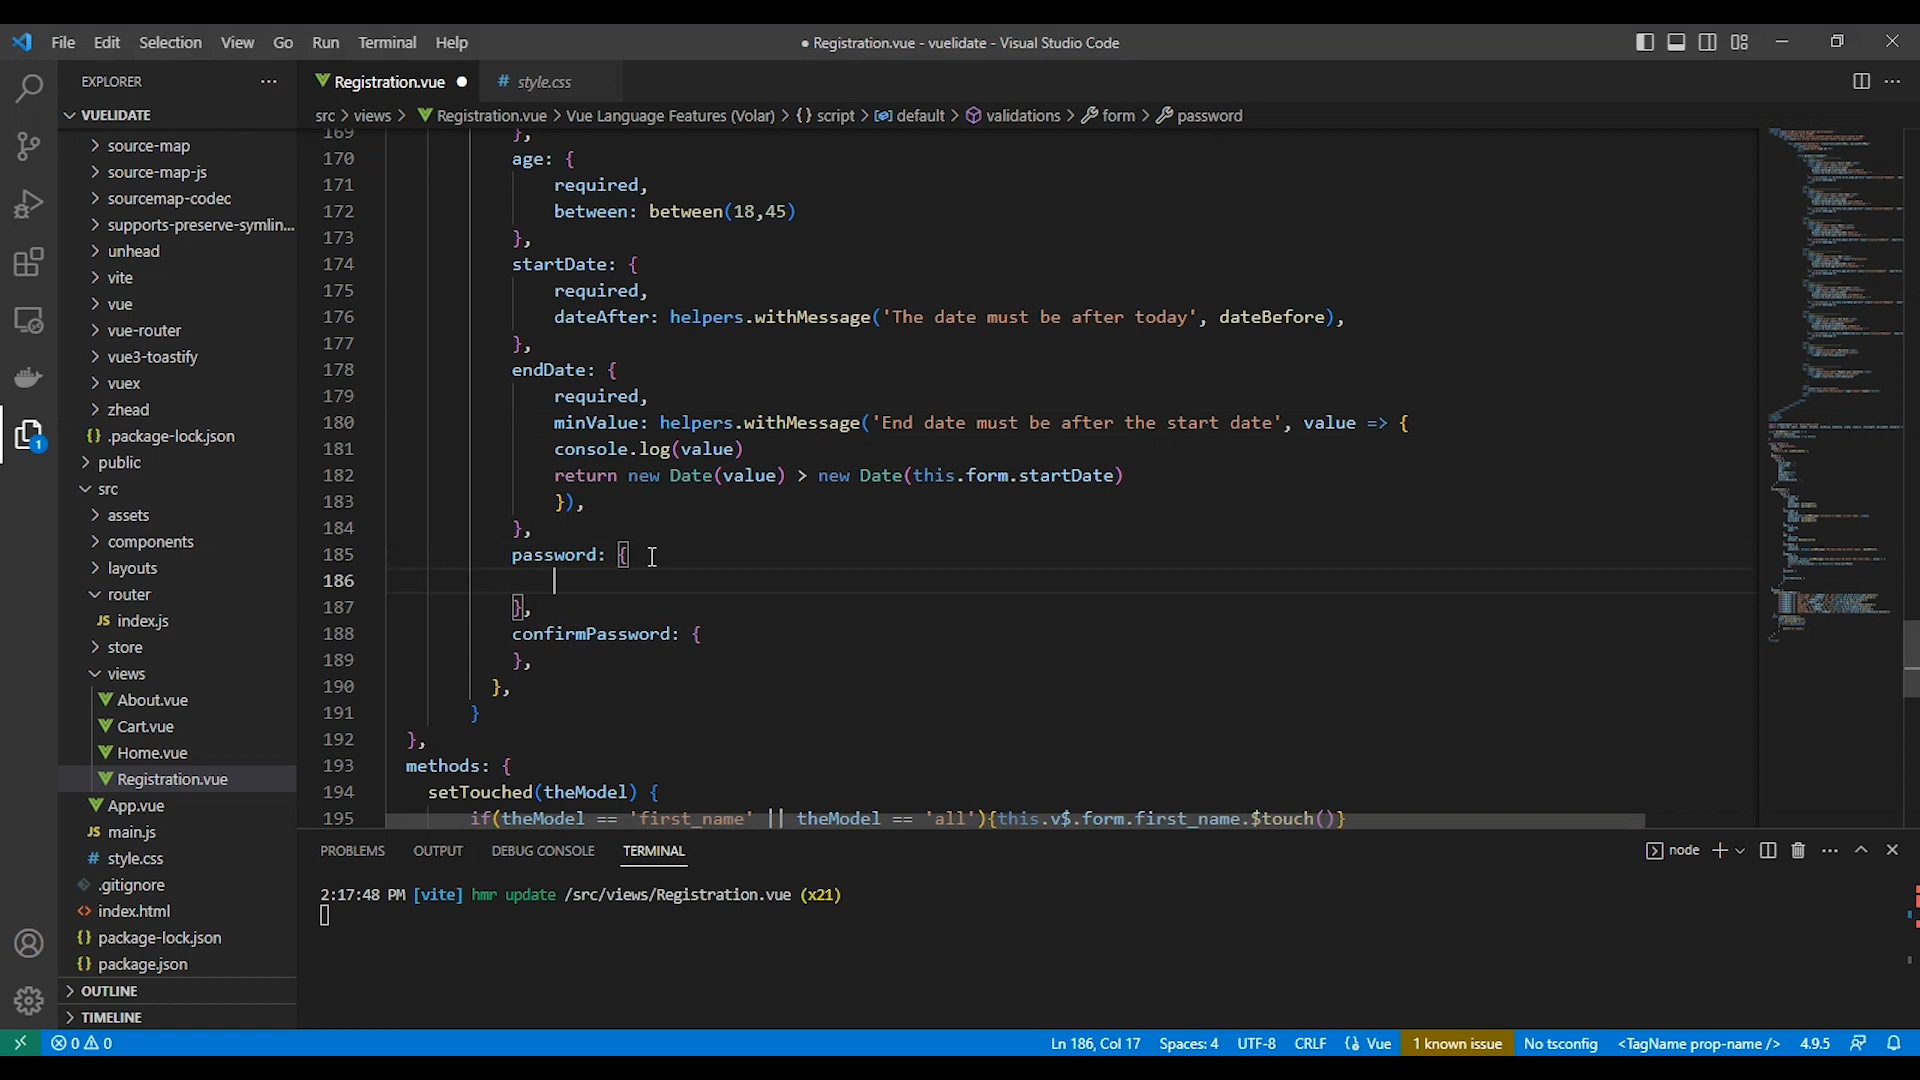 File Edit Selection View Go Run Terminal Help
● Registration.vue - vuelidate - Visual Studio Code
EXPLORER ···
Registration.vue ●
# style.css
VUELIDATE
src > views > Registration.vue > Vue Language Features (Volar) > {} script > default > validations > form > password
source-map
source-map-js
sourcemap-codec
supports-preserve-symlin...
unhead
vite
vue
vue-router
vue3-toastify
vuex
zhead
{} .package-lock.json
public
src
assets
components
layouts
router
JS index.js
store
views
About.vue
Cart.vue
Home.vue
Registration.vue
App.vue
JS main.js
# style.css
.gitignore
<> index.html
{} package-lock.json
{} package.json
OUTLINE
TIMELINE
1
169 },
170 age: {
171 required,
172 between: between(18,45)
173 },
174 startDate: {
175 required,
176 dateAfter: helpers.withMessage('The date must be after today', dateBefore),
177 },
178 endDate: {
179 required,
180 minValue: helpers.withMessage('End date must be after the start date', value => {
181 console.log(value)
182 return new Date(value) > new Date(this.form.startDate)
183 }),
184 },
185 password: {
186
187 },
188 confirmPassword: {
189 },
190 },
191 }
192 },
193 methods: {
194 setTouched(theModel) {
195 if(theModel == 'first_name' || theModel == 'all'){this.v$.form.first_name.$touch()}
PROBLEMS OUTPUT DEBUG CONSOLE TERMINAL
node
2:17:48 PM [vite] hmr update /src/views/Registration.vue (x21)
0 0
Ln 186, Col 17 Spaces: 4 UTF-8 CRLF Vue 1 known issue No tsconfig <TagName prop-name /> 4.9.5